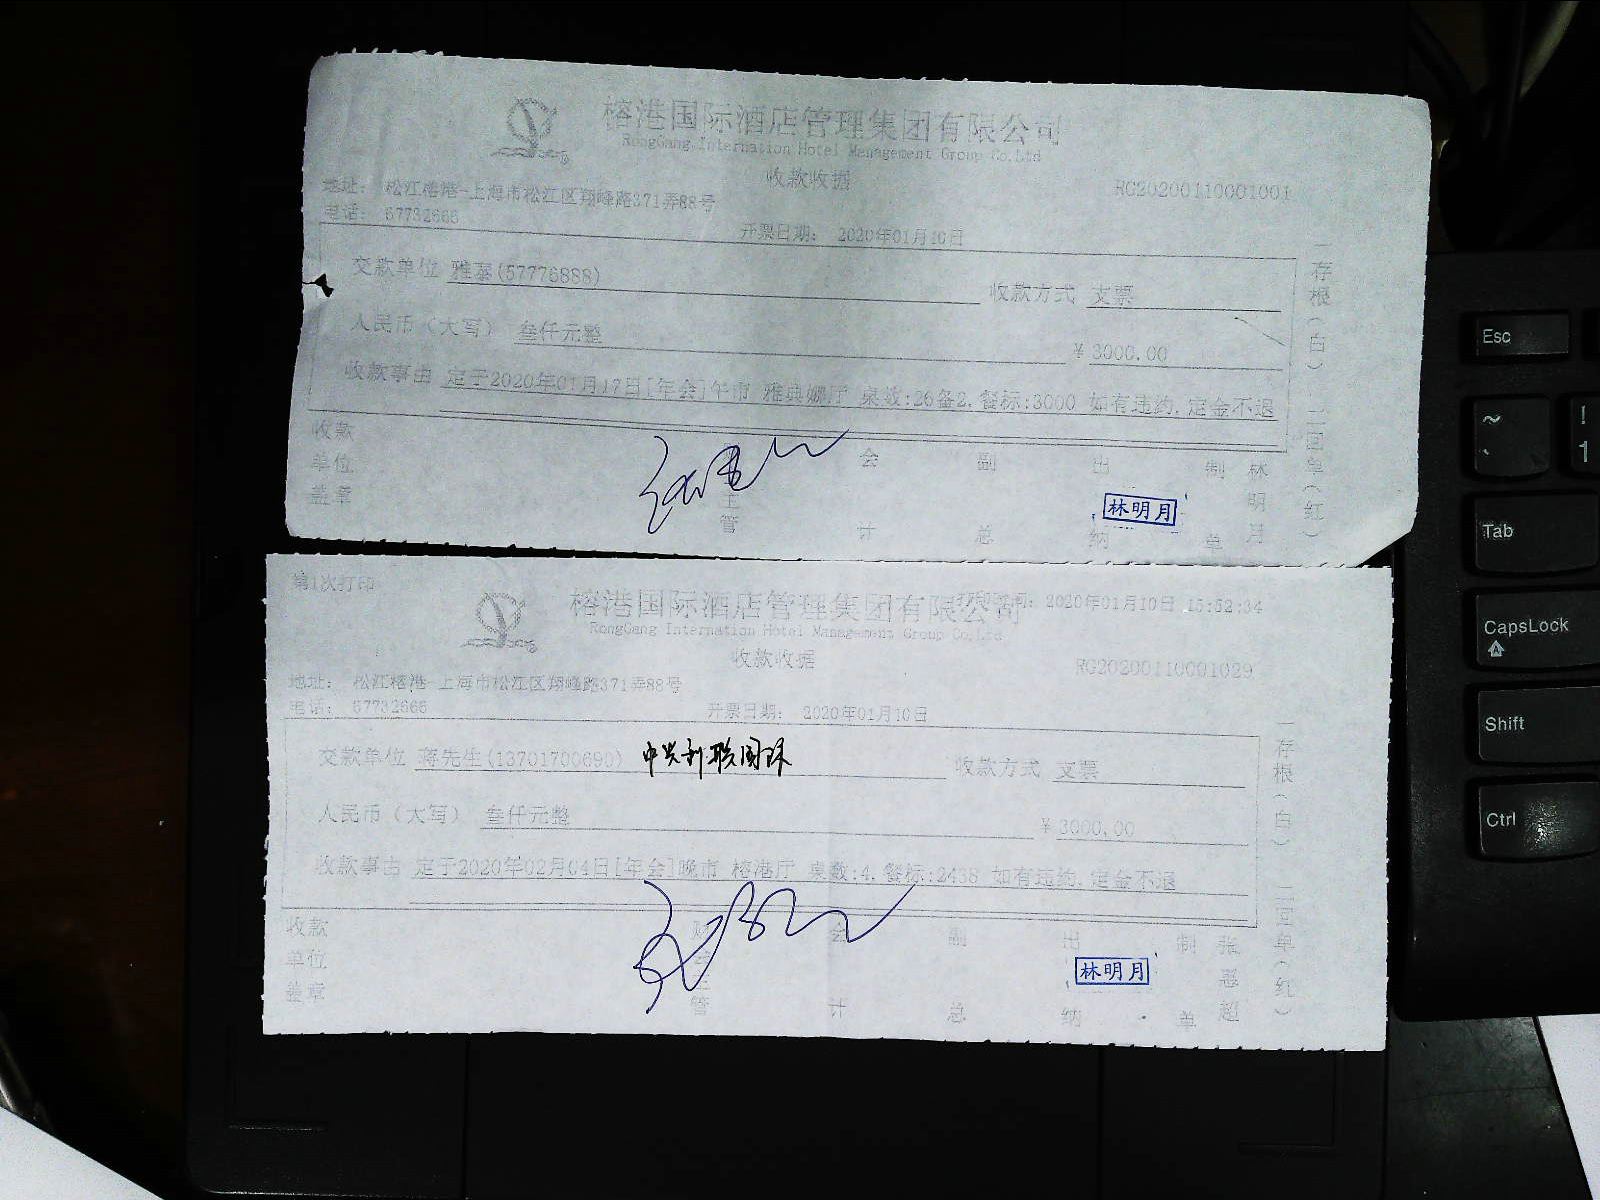 榕港国际酒店管理集团有限公司
RongGang Internation Hotel Management Group Co.Ltd
收款收据
RG20200110001001
地址： 松江榕港-上海市松江区翔峰路371弄88号
电话： 67732666
开票日期： 2020年01月10日
交款单位 雅基(57776888)
收款方式 支票
人民币（大写） 叁仟元整
￥3000.00
收款事由 定于2020年01月17日[年会]午市 雅典娜厅 桌数:26备2,餐标:3000 如有违约,定金不退
一存根（白） 二回单（红）
收款单位盖章
主管
会计
副总
出纳
林明月
制单
林明月
第1次打印
榕港国际酒店管理集团有限公司
2020年01月10日 15:52:34
RongGang Internation Hotel Management Group Co.Ltd
收款收据
RG20200110001029
地址： 松江榕港-上海市松江区翔峰路371弄88号
电话： 67732666
开票日期： 2020年01月10日
交款单位 蒋先生(13701700690)
收款方式 支票
人民币（大写） 叁仟元整
￥3000.00
收款事由 定于2020年02月04日[年会]晚市 榕港厅 桌数:4,餐标:2438 如有违约,定金不退
一存根（白） 二回单（红）
收款单位盖章
财务主管
会计
副总
出纳
林明月
制单
Esc
~
!
1
Tab
CapsLock
Shift
Ctrl